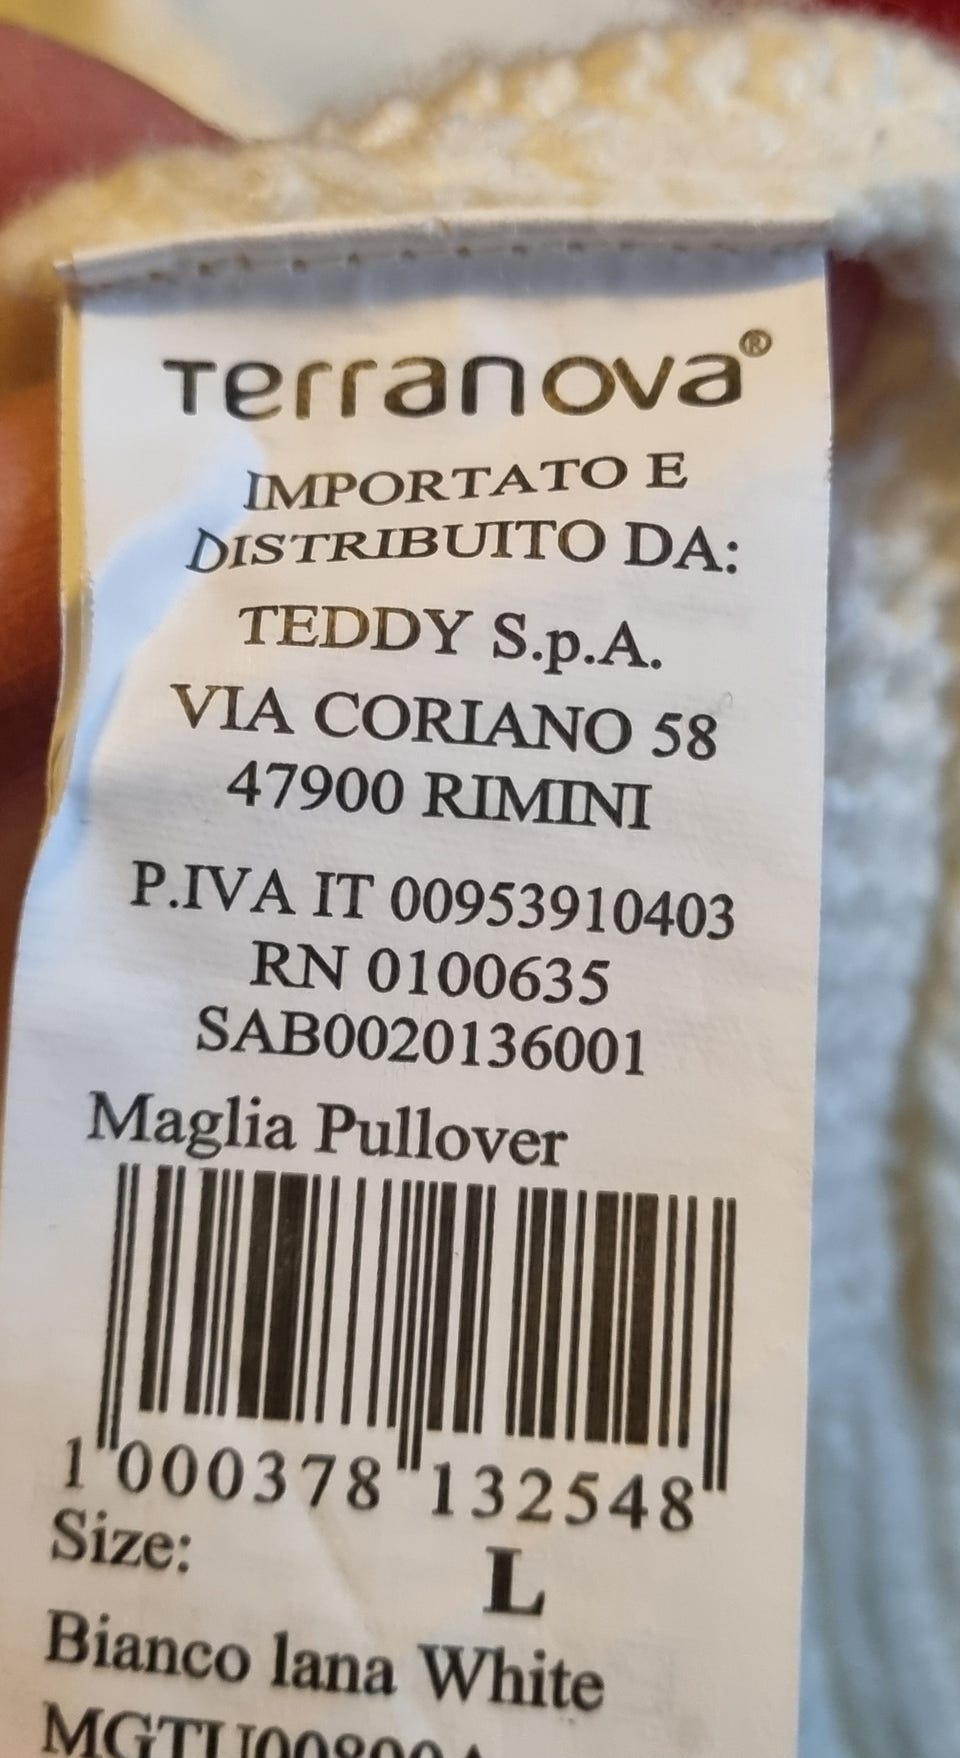 Terranova®
IMPORTATO E
DISTRIBUITO DA:
TEDDY S.p.A.
VIA CORIANO 58
47900 RIMINI
P.IVA IT 00953910403
RN 0100635
SAB0020136001
Maglia Pullover
1 000378 132548
Size: L
Bianco lana White